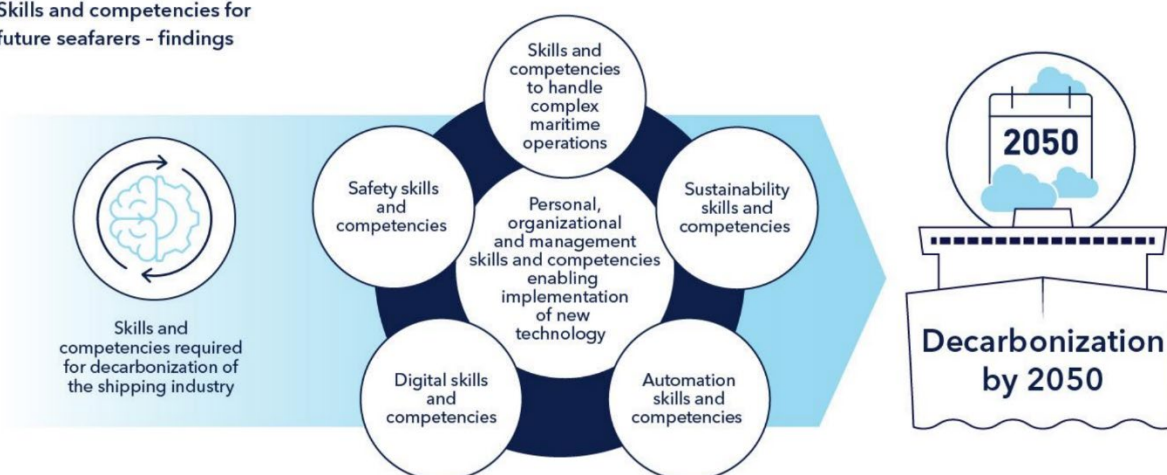 Skills and competencies for
future seafarers – findings
Skills and
competencies required
for decarbonization of
the shipping industry
Skills and
competencies
to handle
complex
maritime
operations
Safety skills
and
competencies
Personal,
organizational
and management
skills and competencies
enabling
implementation
of new
technology
Sustainability
skills and
competencies
Digital skills
and
competencies
Automation
skills and
competencies
2050
Decarbonization
by 2050